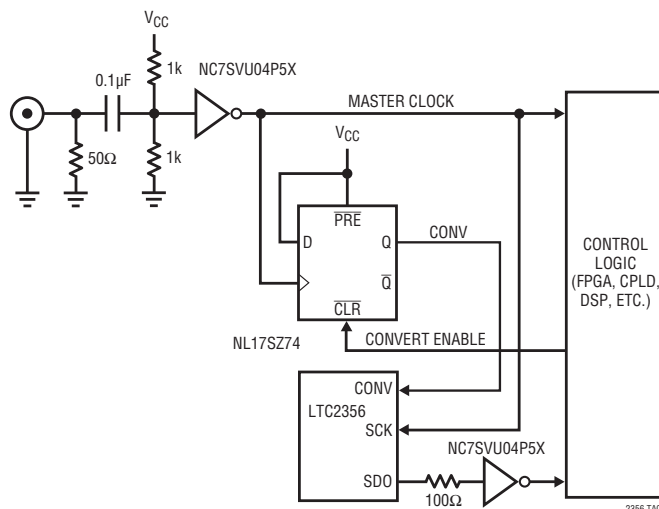 VCC
0.1µF
1k
NC7SVU04P5X
MASTER CLOCK
50Ω
1k
VCC
PRE
D
Q
CONV
Q
CLR
CONTROL
LOGIC
(FPGA, CPLD,
DSP, ETC.)
NL17SZ74
CONVERT ENABLE
CONV
LTC2356
SCK
NC7SVU04P5X
SDO
100Ω